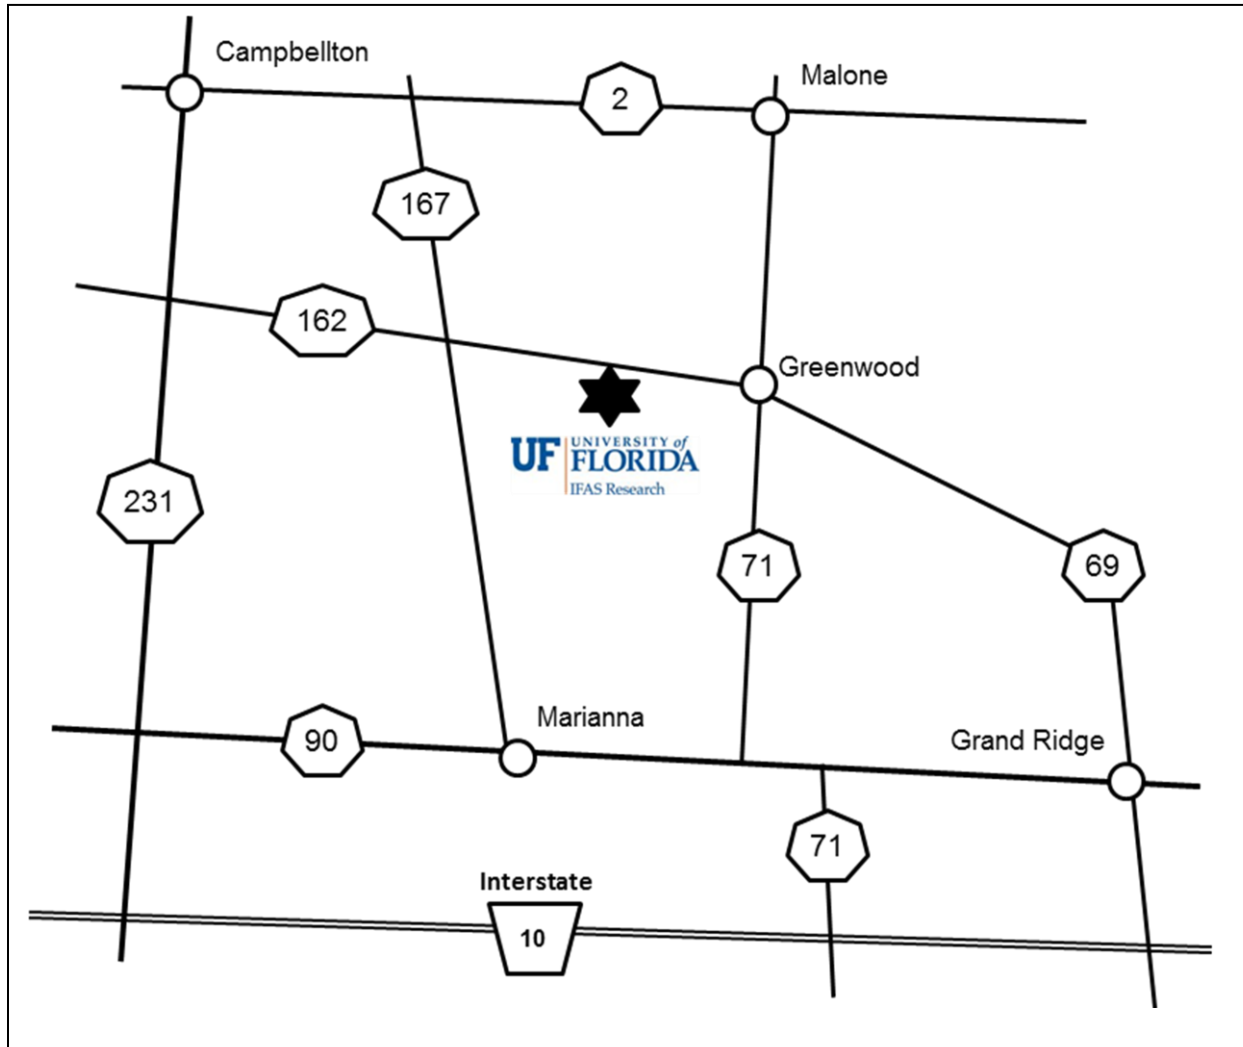 Campbellton
Malone
2
167
162
Greenwood
UF UNIVERSITY of
FLORIDA
IFAS Research
231
71
69
Marianna
90
Grand Ridge
71
Interstate
10